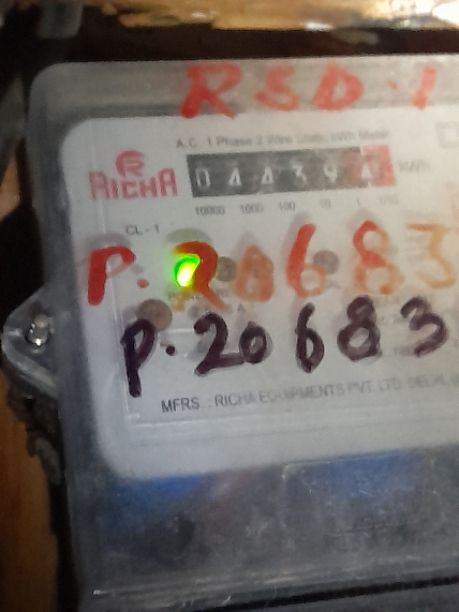 RSD-1
A.C. 1 Phase 2 Wire Static kWh Meter
RICHA
04439 kWh
10000 1000 100 10 1 1/10
CL - 1
P. 20683
P. 20683
MFRS. : RICHA EQUIPMENTS PVT. LTD. DELHI